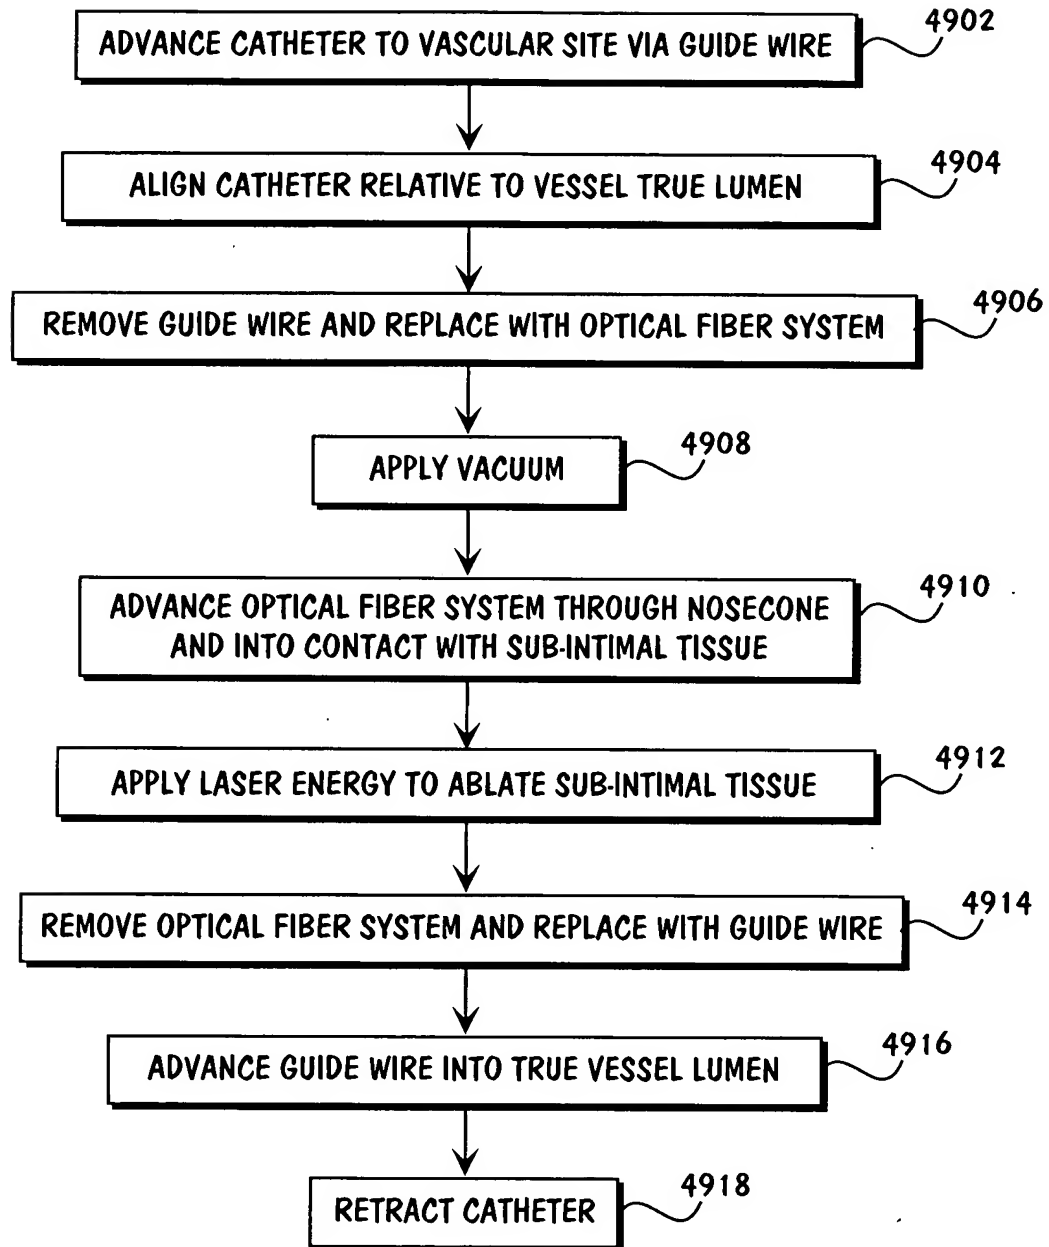 ADVANCE CATHETER TO VASCULAR SITE VIA GUIDE WIRE
4902
ALIGN CATHETER RELATIVE TO VESSEL TRUE LUMEN
4904
REMOVE GUIDE WIRE AND REPLACE WITH OPTICAL FIBER SYSTEM
4906
APPLY VACUUM
4908
ADVANCE OPTICAL FIBER SYSTEM THROUGH NOSECONE
AND INTO CONTACT WITH SUB-INTIMAL TISSUE
4910
APPLY LASER ENERGY TO ABLATE SUB-INTIMAL TISSUE
4912
REMOVE OPTICAL FIBER SYSTEM AND REPLACE WITH GUIDE WIRE
4914
ADVANCE GUIDE WIRE INTO TRUE VESSEL LUMEN
4916
RETRACT CATHETER
4918